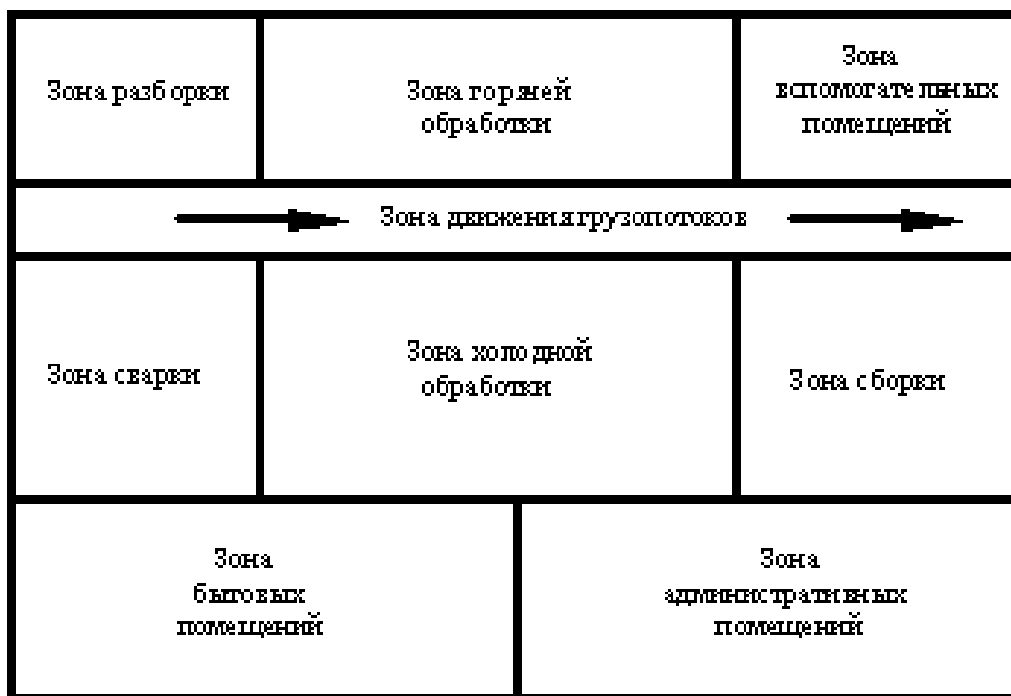 Зона разборки
Зона горячей
обработки
Зона
вспомогательных
помещений
Зона движения грузопотоков
Зона сварки
Зона холодной
обработки
Зона сборки
Зона
бытовых
помещений
Зона
административных
помещений